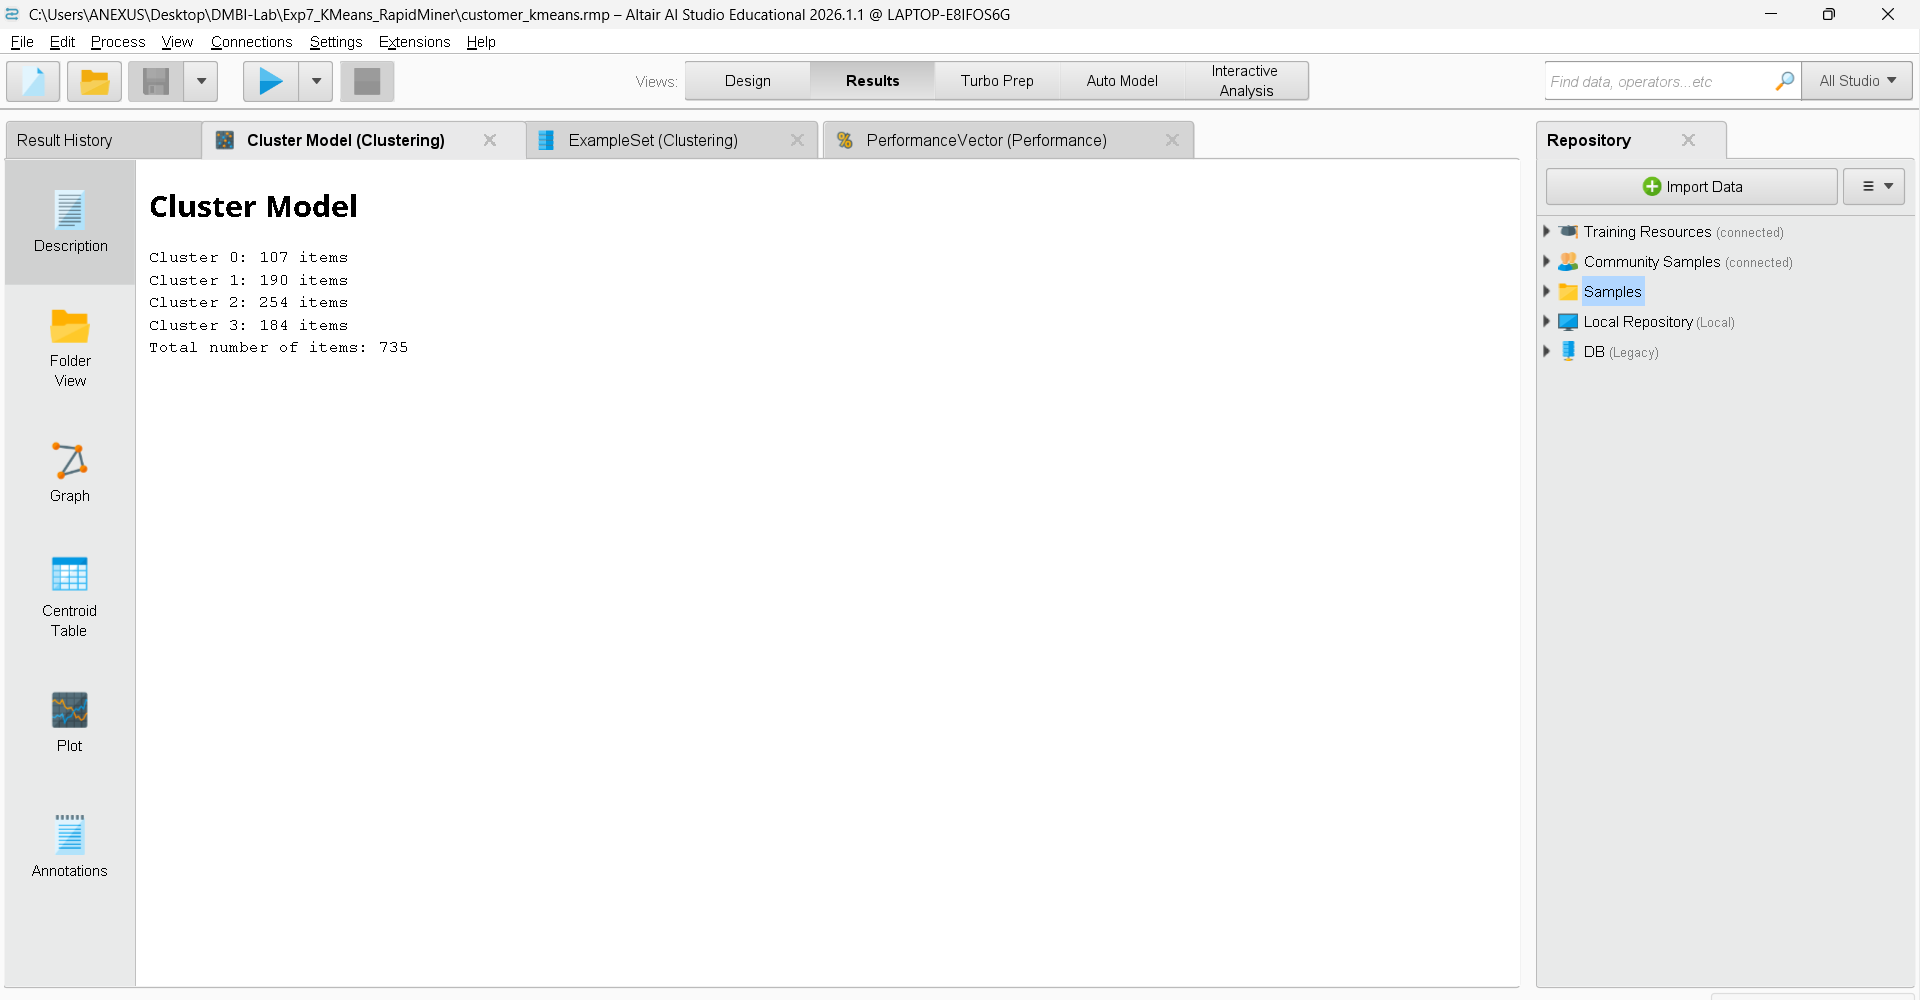 C:\Users\ANEXUS\Desktop\DMBI-Lab\Exp7_KMeans_RapidMiner\customer_kmeans.rmp – Altair AI Studio Educational 2026.1.1 @ LAPTOP-E8IFOS6G
File Edit Process View Connections Settings Extensions Help
Views: Design Results Turbo Prep Auto Model Interactive Analysis
Find data, operators...etc All Studio
Result History Cluster Model (Clustering) ExampleSet (Clustering) PerformanceVector (Performance)
Description
Folder
View
Graph
Centroid
Table
Plot
Annotations
Cluster Model
Cluster 0: 107 items
Cluster 1: 190 items
Cluster 2: 254 items
Cluster 3: 184 items
Total number of items: 735
Repository
Import Data
Training Resources (connected)
Community Samples (connected)
Samples
Local Repository (Local)
DB (Legacy)